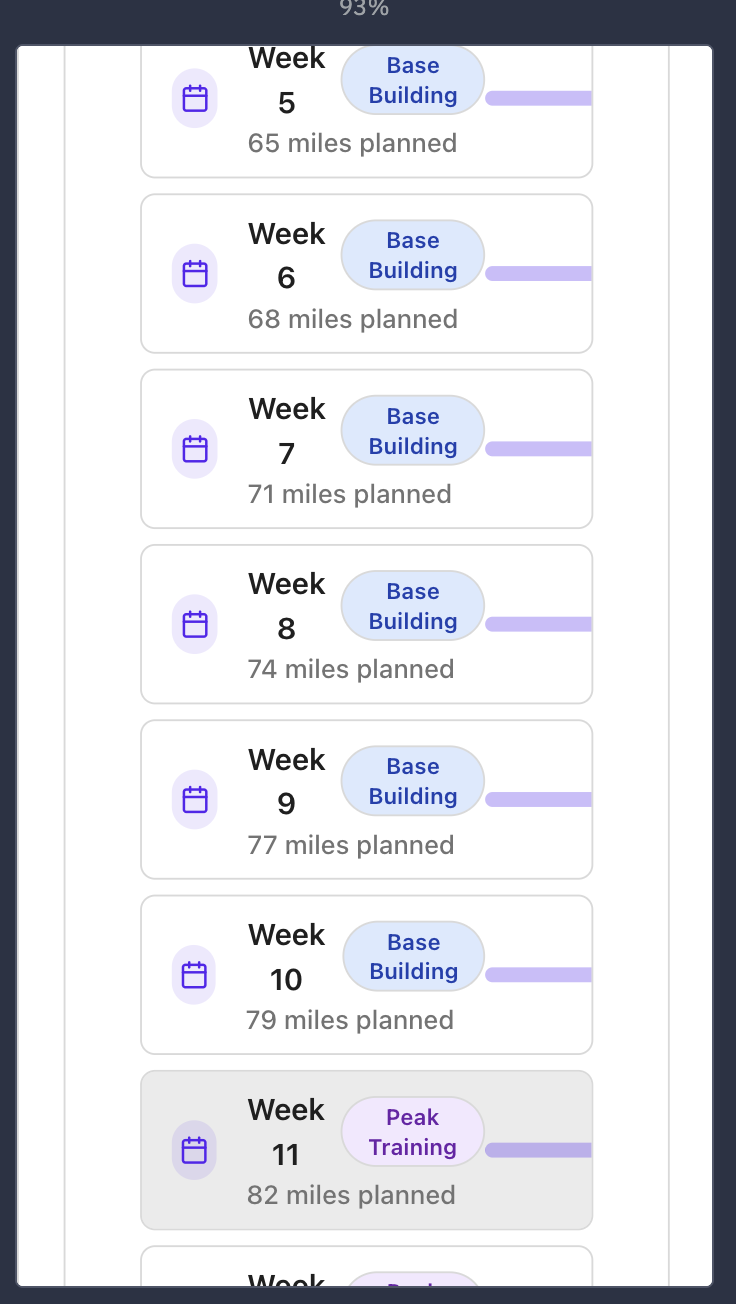 93%
Week
5
Base
Building
65 miles planned
Week
6
Base
Building
68 miles planned
Week
7
Base
Building
71 miles planned
Week
8
Base
Building
74 miles planned
Week
9
Base
Building
77 miles planned
Week
10
Base
Building
79 miles planned
Week
11
Peak
Training
82 miles planned
Week